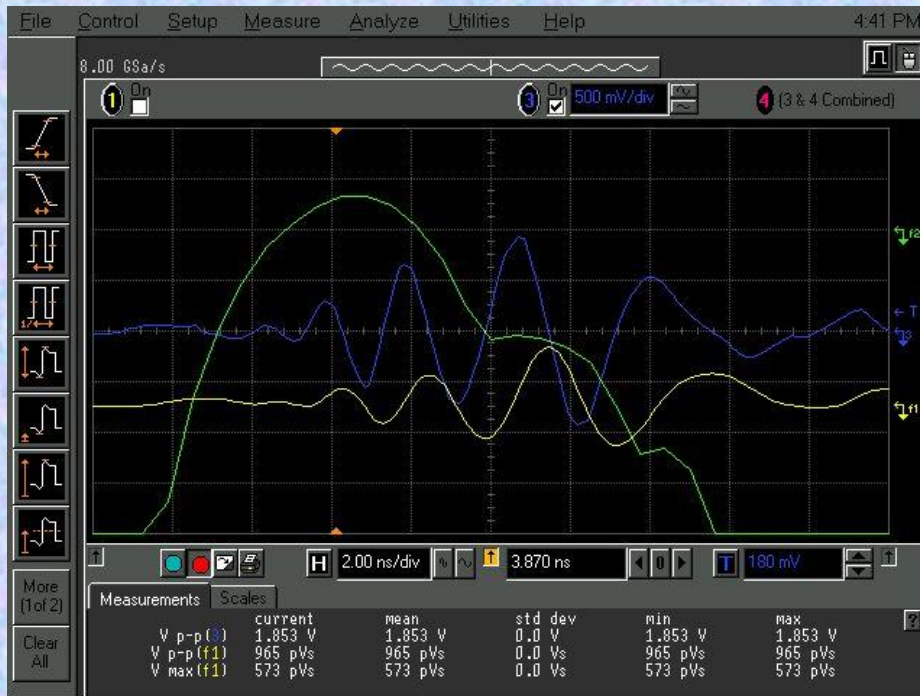 File Control Setup Measure Analyze Utilities Help 4:41 PM
8.00 GSa/s
1 On 3 On 500 mV/div 4 (3 & 4 Combined)
f2
T
3
f1
1/
More
(1of 2)
Clear
All
H 2.00 ns/div 3.870 ns 0 T 180 mV
Measurements Scales
?
current mean std dev min max
V p-p(3) 1.853 V 1.853 V 0.0 V 1.853 V 1.853 V
V p-p(f1) 965 pVs 965 pVs 0.0 Vs 965 pVs 965 pVs
V max(f1) 573 pVs 573 pVs 0.0 Vs 573 pVs 573 pVs